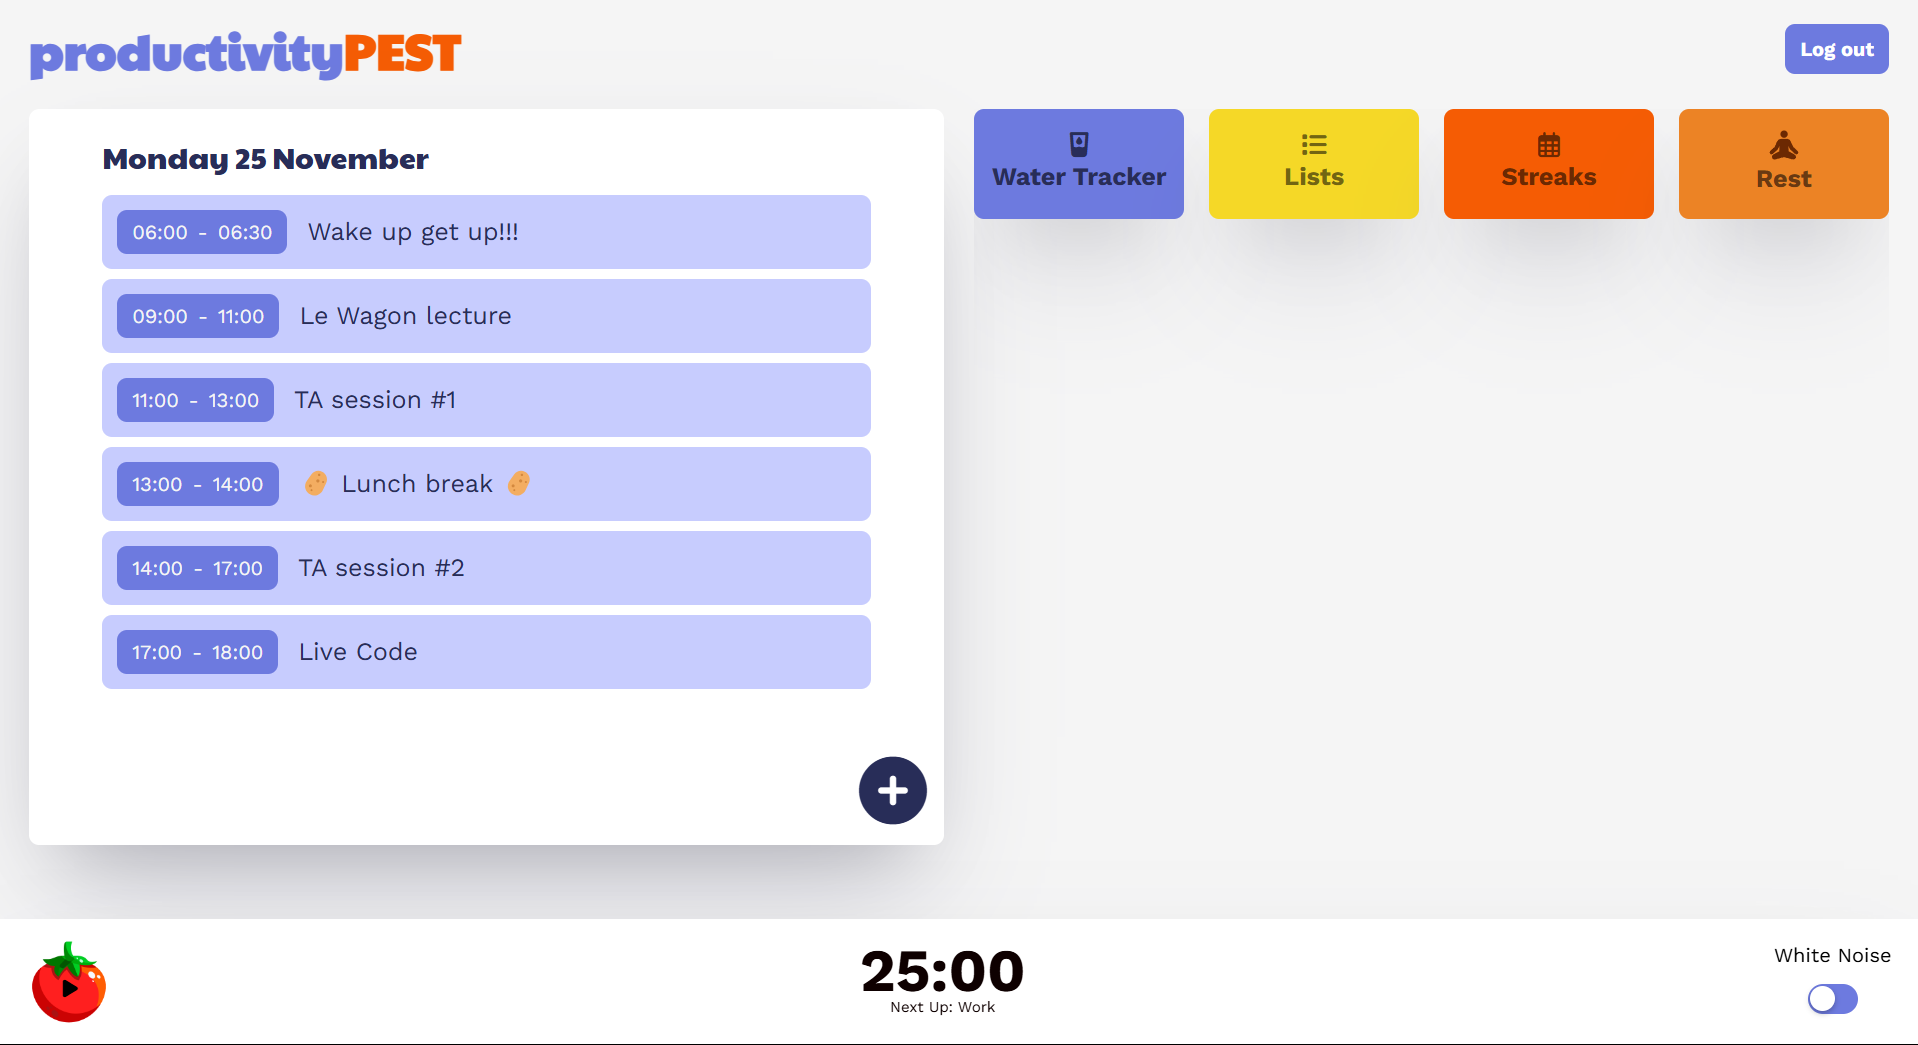 productivityPEST
Log out
Monday 25 November
06:00 - 06:30 Wake up get up!!!
09:00 - 11:00 Le Wagon lecture
11:00 - 13:00 TA session #1
13:00 - 14:00 🥔 Lunch break 🥔
14:00 - 17:00 TA session #2
17:00 - 18:00 Live Code
Water Tracker
Lists
Streaks
Rest
25:00
Next Up: Work
White Noise